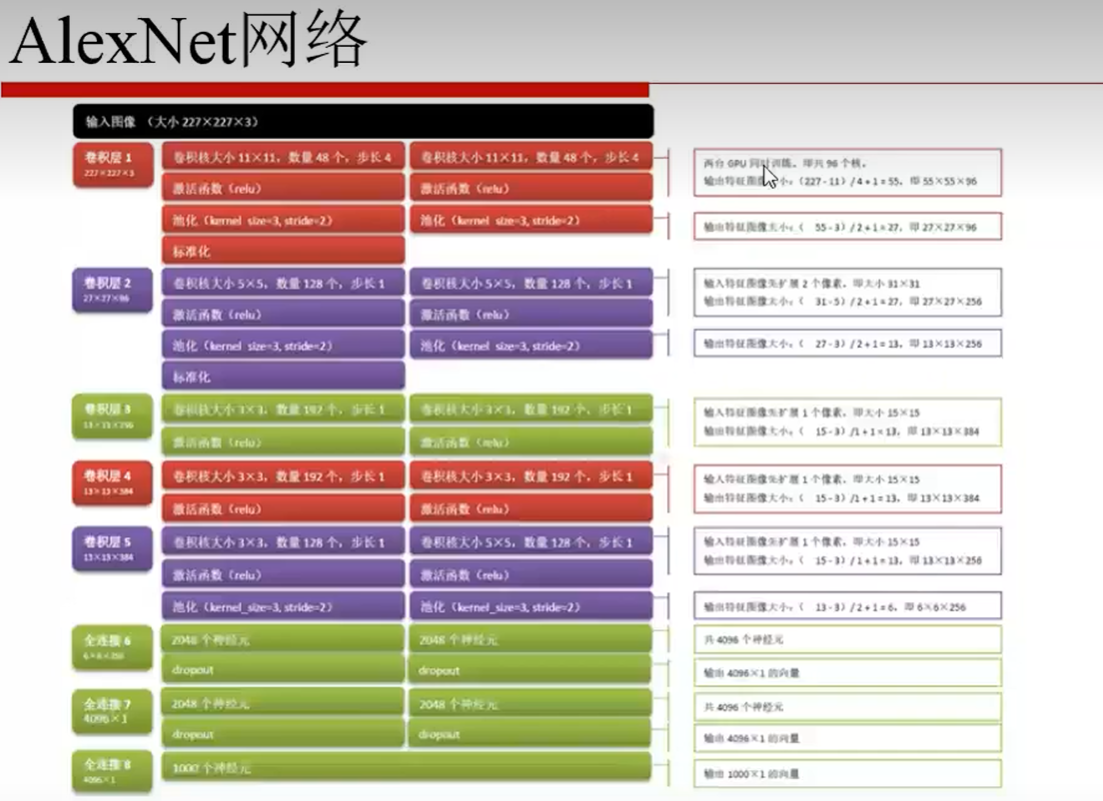 AlexNet网络
输入图像 （大小 227×227×3）
卷积层 1
227×227×3
卷积核大小 11×11，数量 48 个，步长 4
卷积核大小 11×11，数量 48 个，步长 4
激活函数（relu）
激活函数（relu）
池化（kernel size=3, stride=2）
池化（kernel size=3, stride=2）
标准化
两台 GPU 同时训练，即共 96 个核。
输出特征图像大小：（227-11）/4+1=55，即 55×55×96
输出特征图像大小：（ 55-3）/2+1=27，即 27×27×96
卷积层 2
27×27×96
卷积核大小 5×5，数量 128 个，步长 1
卷积核大小 5×5，数量 128 个，步长 1
激活函数（relu）
激活函数（relu）
池化（kernel size=3, stride=2）
池化（kernel size=3, stride=2）
标准化
输入特征图像先扩展 2 个像素，即大小 31×31
输出特征图像大小：（ 31-5）/2+1=27，即 27×27×256
输出特征图像大小：（ 27-3）/2+1=13，即 13×13×256
卷积层 3
13×13×256
卷积核大小 3×3，数量 192 个，步长 1
卷积核大小 3×3，数量 192 个，步长 1
激活函数（relu）
激活函数（relu）
输入特征图像先扩展 1 个像素，即大小 15×15
输出特征图像大小：（ 15-3）/1+1=13，即 13×13×384
卷积层 4
13×13×384
卷积核大小 3×3，数量 192 个，步长 1
卷积核大小 3×3，数量 192 个，步长 1
激活函数（relu）
激活函数（relu）
输入特征图像先扩展 1 个像素，即大小 15×15
输出特征图像大小：（ 15-3）/1+1=13，即 13×13×384
卷积层 5
13×13×384
卷积核大小 3×3，数量 128 个，步长 1
卷积核大小 5×5，数量 128 个，步长 1
激活函数（relu）
激活函数（relu）
池化（kernel_size=3, stride=2）
池化（kernel_size=3, stride=2）
输入特征图像先扩展 1 个像素，即大小 15×15
输出特征图像大小：（ 15-3）/1+1=13，即 13×13×256
输出特征图像大小：（ 13-3）/2+1=6，即 6×6×256
全连接 6
6×6×256
2048 个神经元
2048 个神经元
dropout
dropout
共 4096 个神经元
输出 4096×1 的向量
全连接 7
4096×1
2048 个神经元
2048 个神经元
dropout
dropout
共 4096 个神经元
输出 4096×1 的向量
全连接 8
4096×1
1000 个神经元
输出 1000×1 的向量